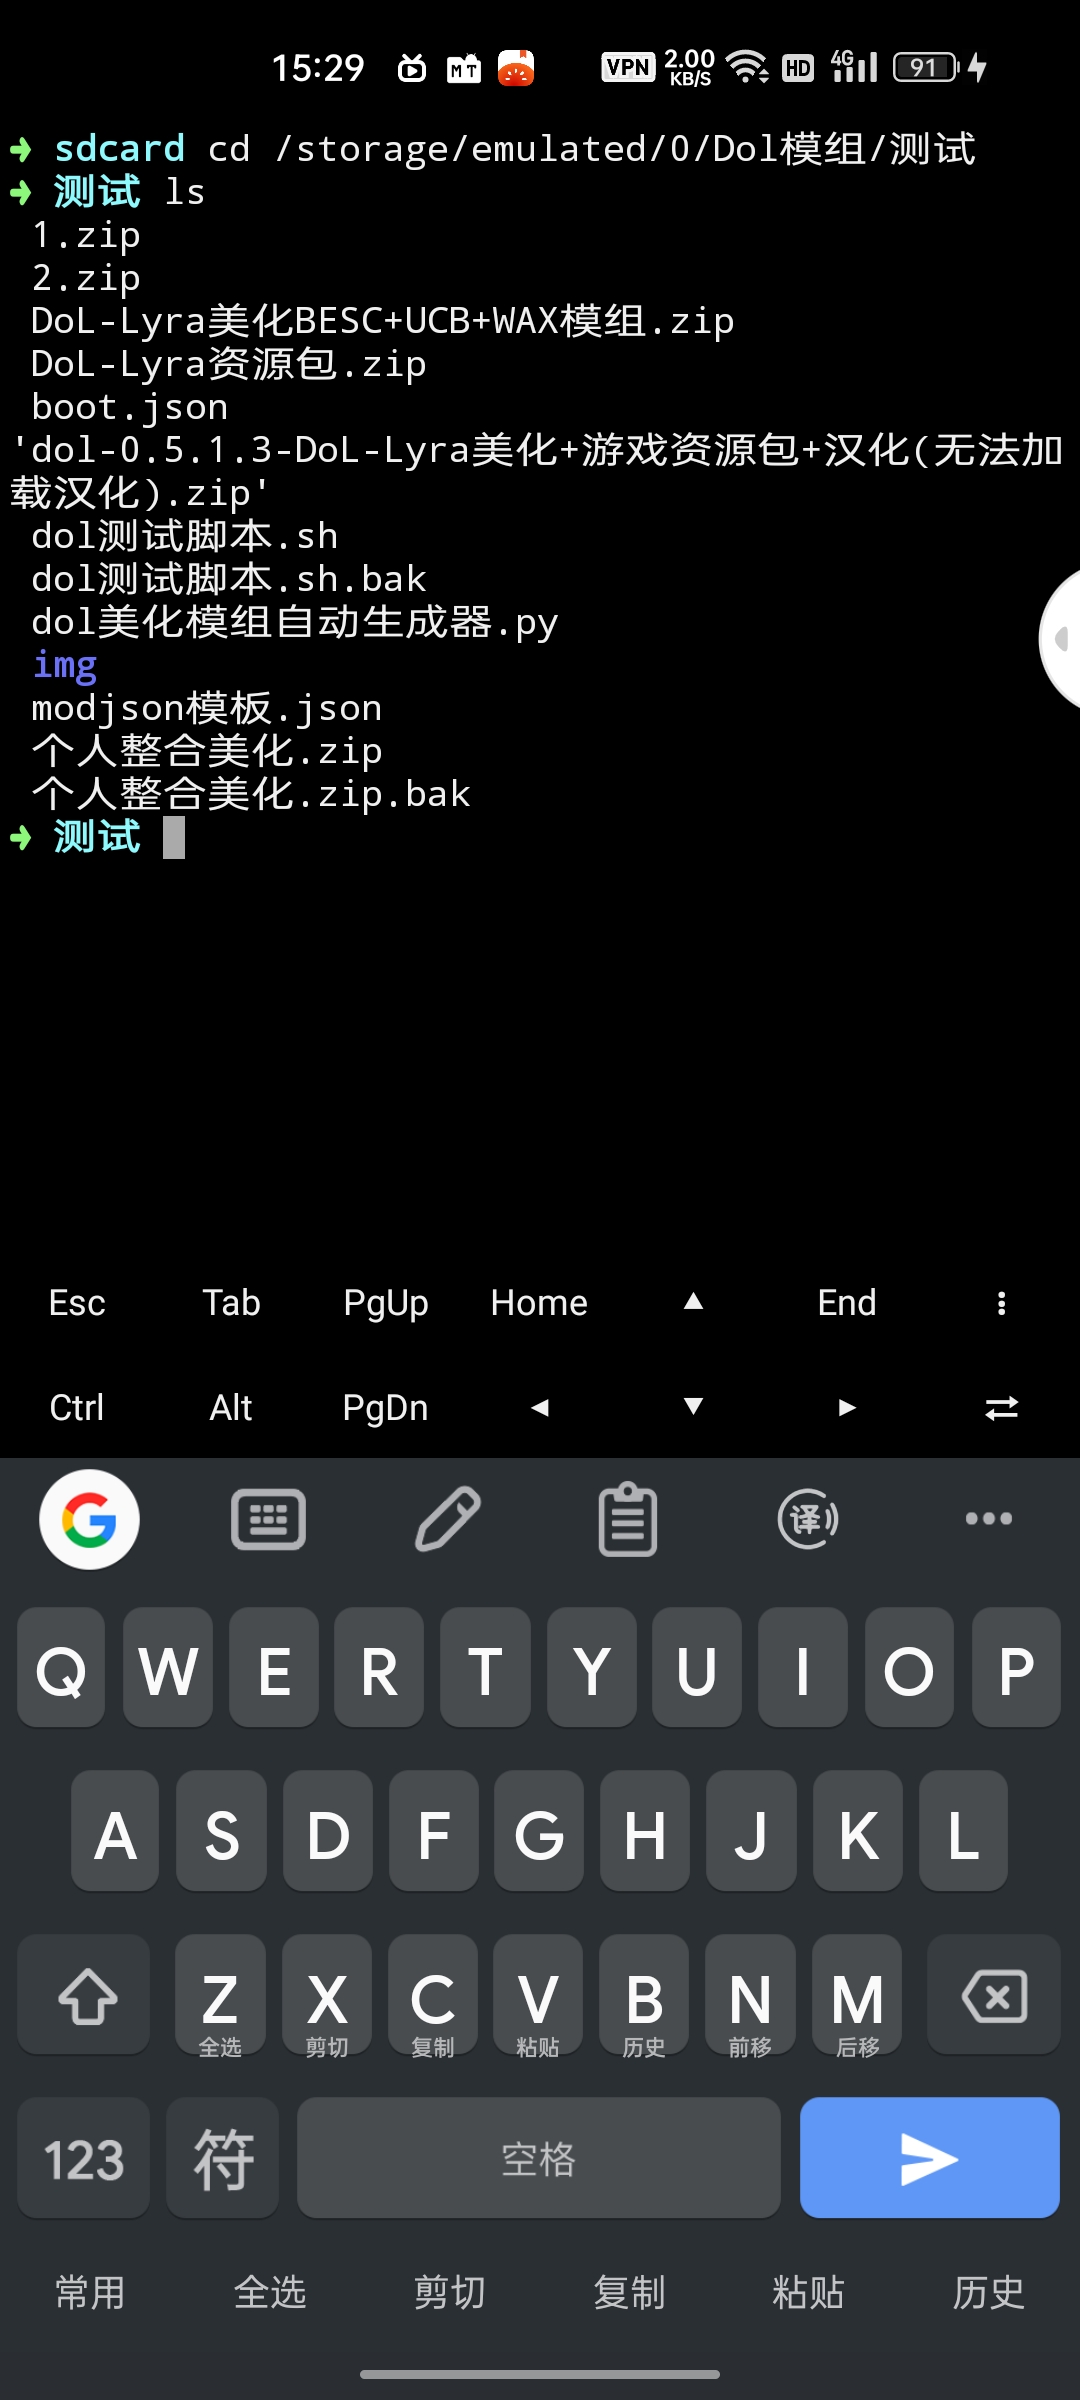 15:29 MT VPN 2.00 KB/S HD 4G 91
➜ sdcard cd /storage/emulated/0/Dol模组/测试
➜ 测试 ls
1.zip
2.zip
DoL-Lyra美化BESC+UCB+WAX模组.zip
DoL-Lyra资源包.zip
boot.json
'dol-0.5.1.3-DoL-Lyra美化+游戏资源包+汉化(无法加
载汉化).zip'
dol测试脚本.sh
dol测试脚本.sh.bak
dol美化模组自动生成器.py
img
modjson模板.json
个人整合美化.zip
个人整合美化.zip.bak
➜ 测试
Esc Tab PgUp Home ▲ End ⋮
Ctrl Alt PgDn ◄ ▼ ► ⇄
G 译
Q W E R T Y U I O P
A S D F G H J K L
Z X C V B N M
全选 剪切 复制 粘贴 历史 前移 后移
123 符 空格
常用 全选 剪切 复制 粘贴 历史